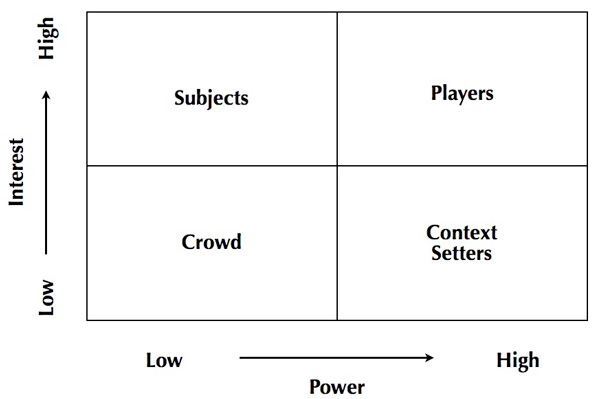 High
Interest
Low
Subjects
Players
Crowd
Context
Setters
Low
High
Power